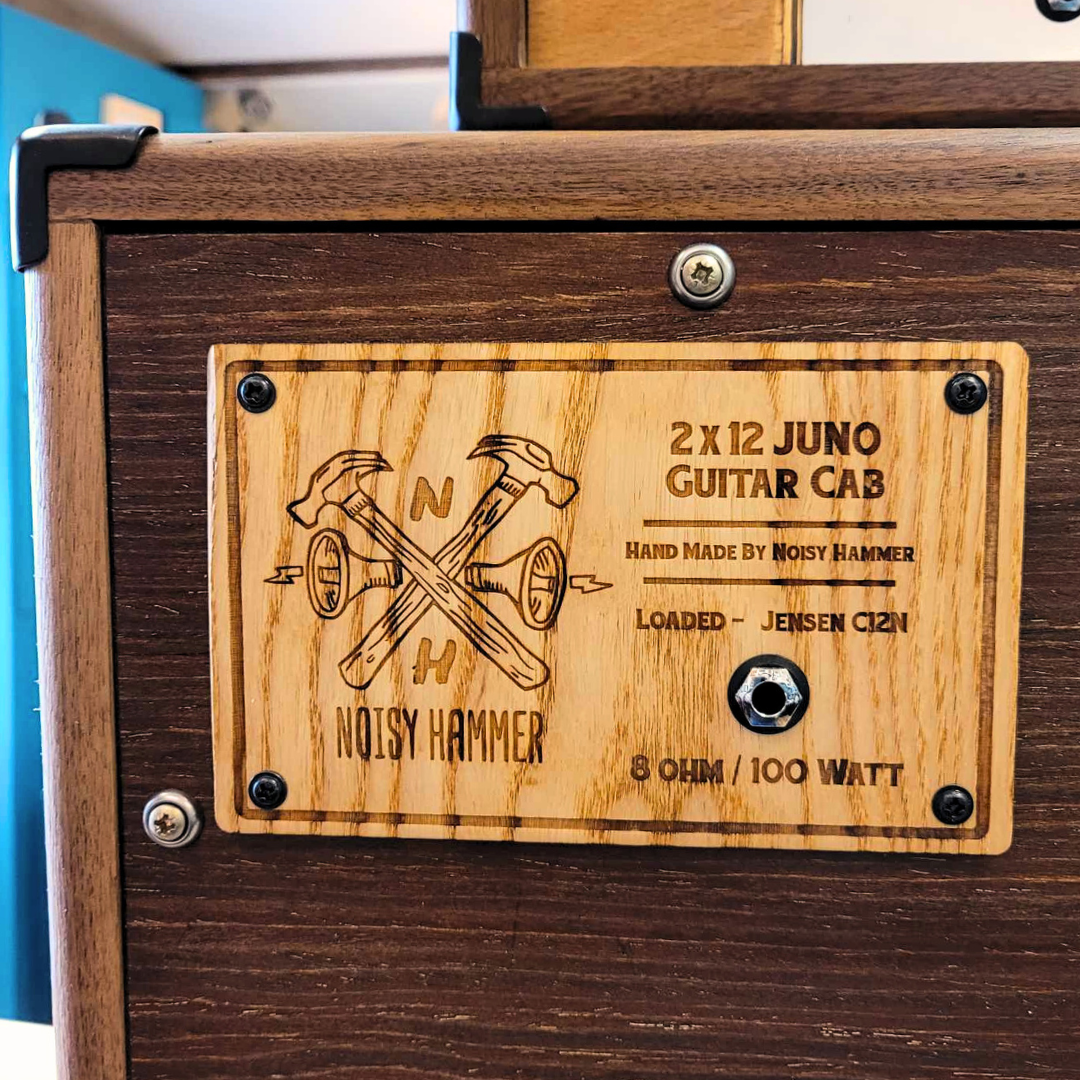 N
H
NOISY HAMMER
2 x 12 JUNO
GUITAR CAB
HAND MADE BY NOISY HAMMER
LOADED - JENSEN C12N
8 OHM / 100 WATT